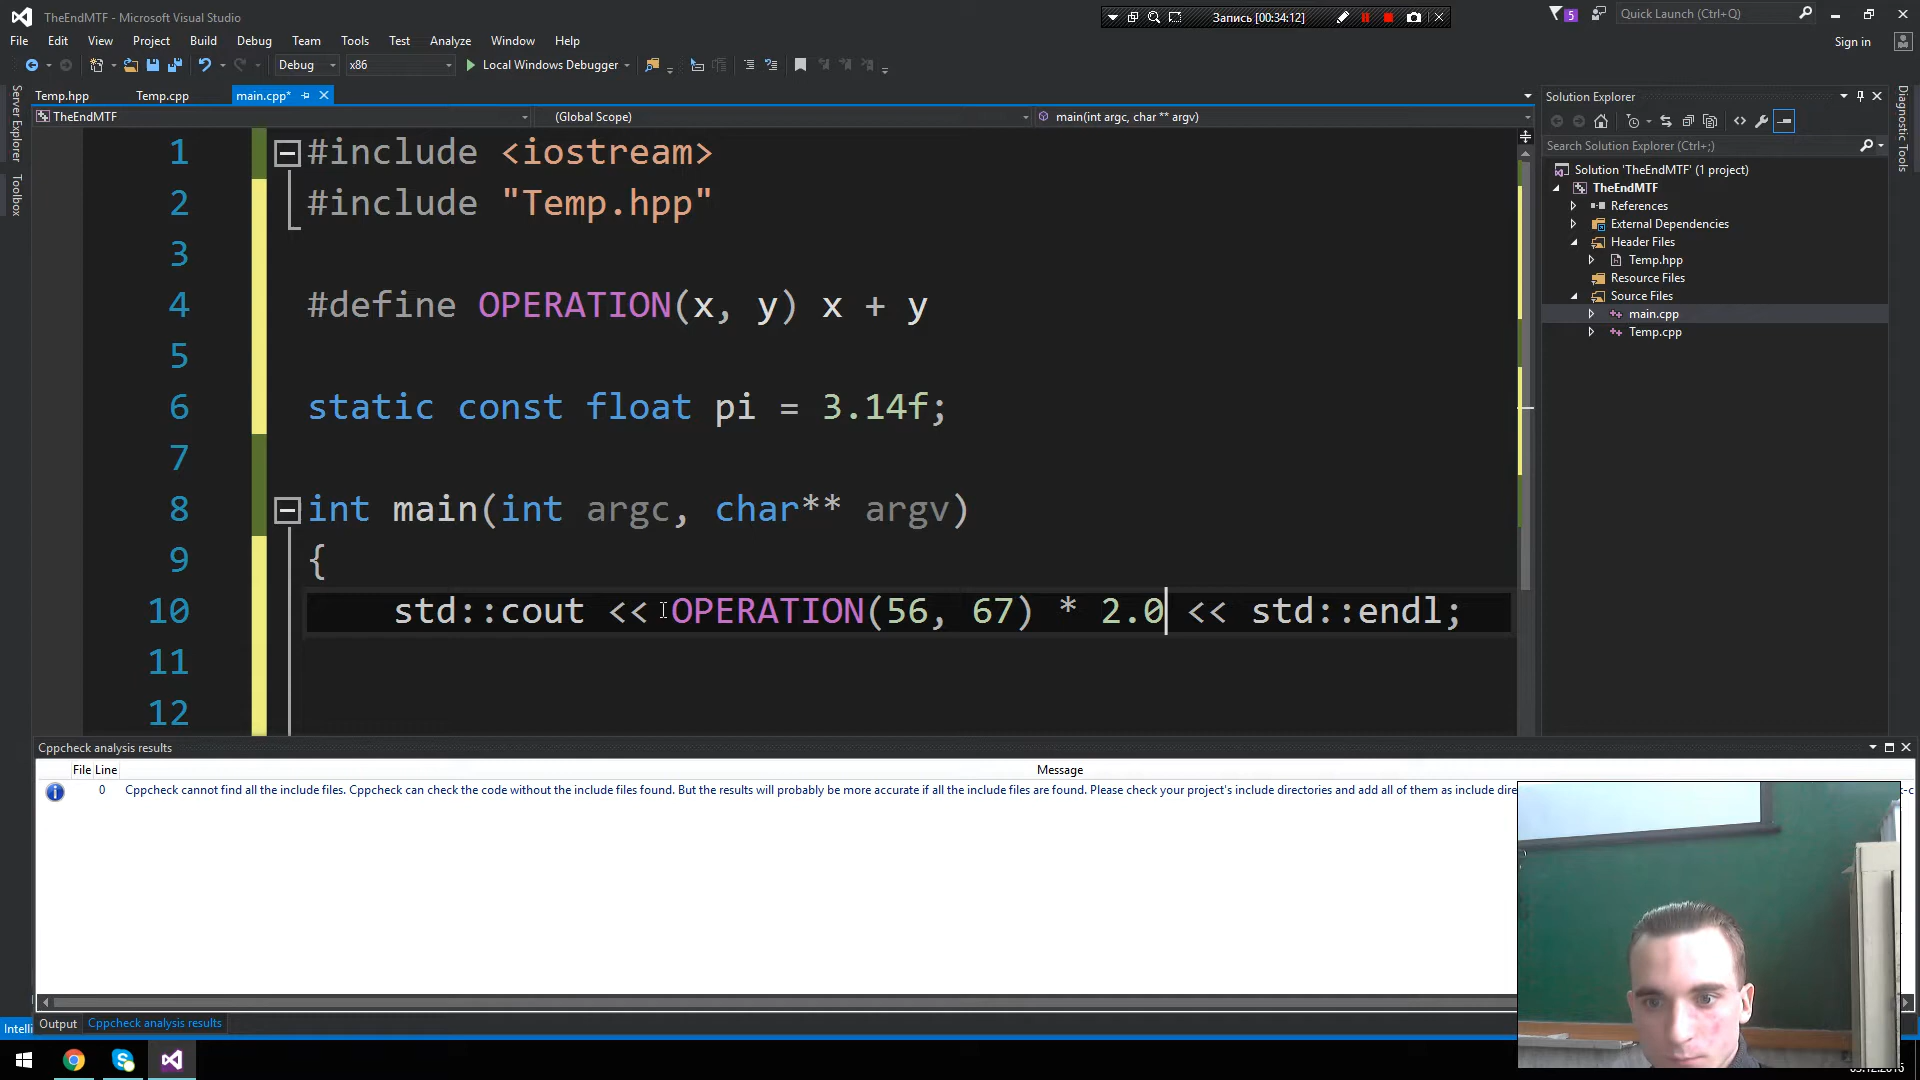 TheEndMTF - Microsoft Visual Studio
Запись [00:34:12]
5
Quick Launch (Ctrl+Q)
File Edit View Project Build Debug Team Tools Test Analyze Window Help
Sign in
Debug x86 Local Windows Debugger
Server Explorer
Toolbox
Temp.hpp Temp.cpp main.cpp*
TheEndMTF (Global Scope) main(int argc, char ** argv)
1 #include <iostream>
2 #include "Temp.hpp"
3
4 #define OPERATION(x, y) x + y
5
6 static const float pi = 3.14f;
7
8 int main(int argc, char** argv)
9 {
10 std::cout << OPERATION(56, 67) * 2.0 << std::endl;
11
12
Solution Explorer
Search Solution Explorer (Ctrl+;)
Solution 'TheEndMTF' (1 project)
TheEndMTF
References
External Dependencies
Header Files
Temp.hpp
Resource Files
Source Files
main.cpp
Temp.cpp
Diagnostic Tools
Cppcheck analysis results
File Line Message
0 Cppcheck cannot find all the include files. Cppcheck can check the code without the include files found. But the results will probably be more accurate if all the include files are found. Please check your project's include directories and add all of them as include dire
Output Cppcheck analysis results
Intelli